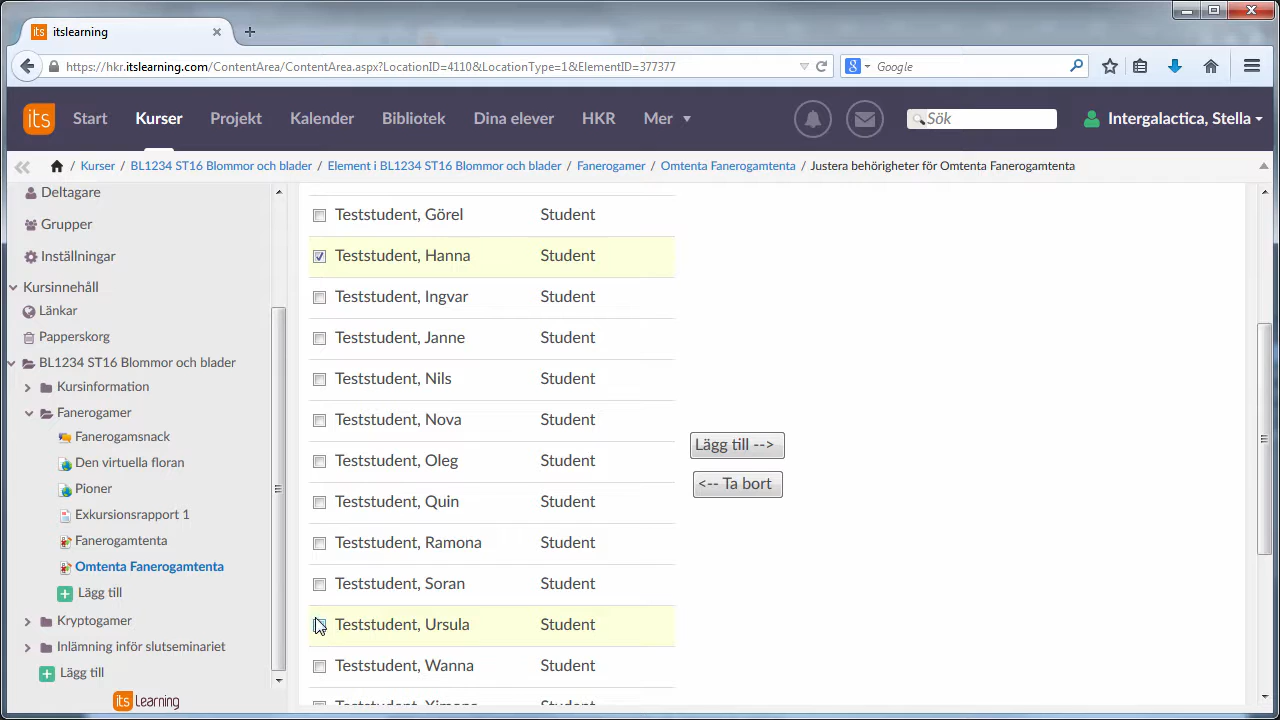 itslearning
https://hkr.itslearning.com/ContentArea/ContentArea.aspx?LocationID=4110&LocationType=1&ElementID=377377
Google
its
Start
Kurser
Projekt
Kalender
Bibliotek
Dina elever
HKR
Mer
Sök
Intergalactica, Stella
/ Kurser / BL1234 ST16 Blommor och blader / Element i BL1234 ST16 Blommor och blader / Fanerogamer / Omtenta Fanerogamtenta / Justera behörigheter för Omtenta Fanerogamtenta
Deltagare
Grupper
Inställningar
Kursinnehåll
Länkar
Papperskorg
BL1234 ST16 Blommor och blader
Kursinformation
Fanerogamer
Fanerogamsnack
Den virtuella floran
Pioner
Exkursionsrapport 1
Fanerogamtenta
Omtenta Fanerogamtenta
Lägg till
Kryptogamer
Inlämning inför slutseminariet
Lägg till
its learning
Teststudent, Görel Student
Teststudent, Hanna Student
Teststudent, Ingvar Student
Teststudent, Janne Student
Teststudent, Nils Student
Teststudent, Nova Student
Teststudent, Oleg Student
Teststudent, Quin Student
Teststudent, Ramona Student
Teststudent, Soran Student
Teststudent, Ursula Student
Teststudent, Wanna Student
Lägg till -->
<-- Ta bort